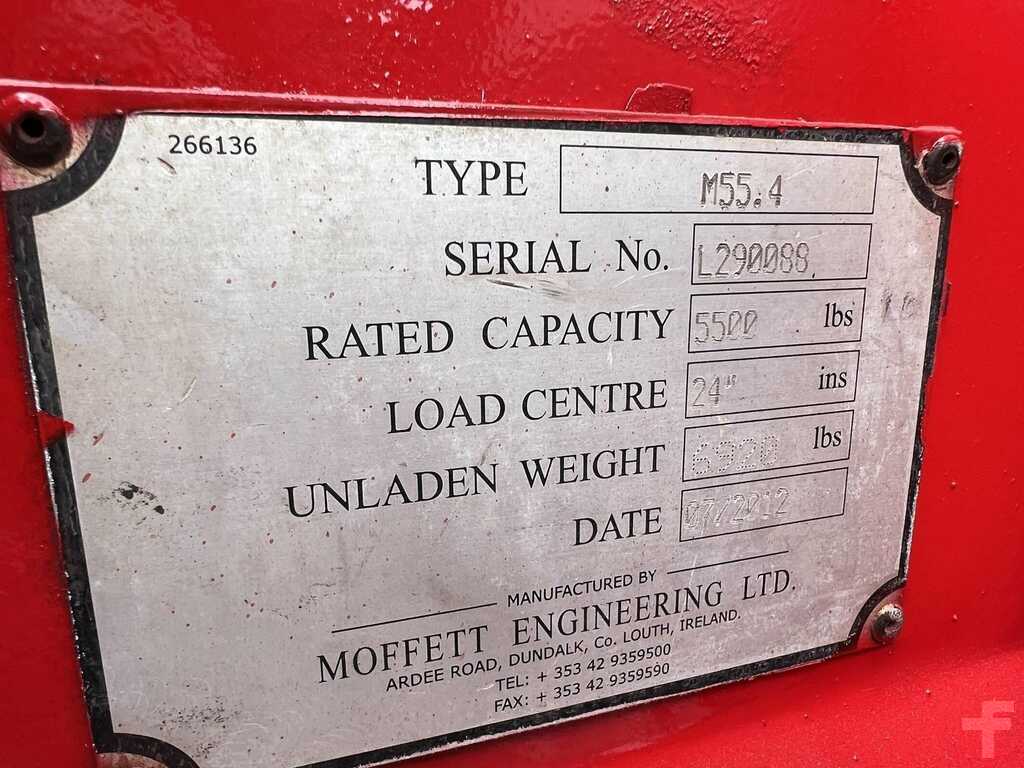 266136
TYPE M55.4
SERIAL No. L290088
RATED CAPACITY 5500 lbs
LOAD CENTRE 24" ins
UNLADEN WEIGHT 6920 lbs
DATE 07/2012
MANUFACTURED BY
MOFFETT ENGINEERING LTD.
ARDEE ROAD, DUNDALK, Co. LOUTH, IRELAND.
TEL: + 353 42 9359500
FAX: + 353 42 9359590